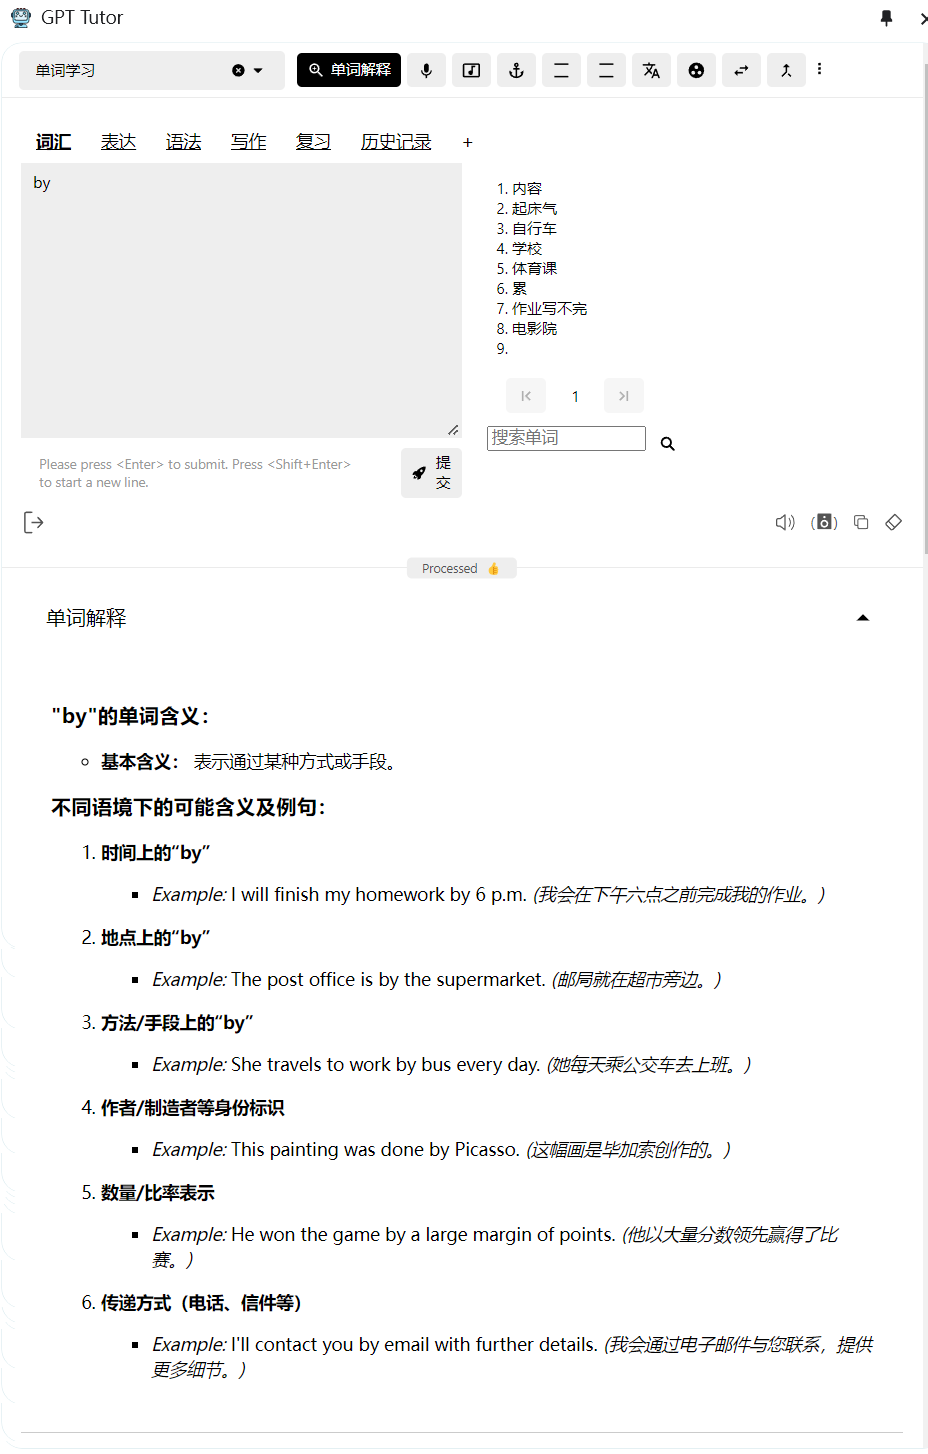 GPT Tutor
单词学习
单词解释
词汇 表达 语法 写作 复习 历史记录 +
by
1. 内容
2. 起床气
3. 自行车
4. 学校
5. 体育课
6. 累
7. 作业写不完
8. 电影院
9.
1
搜索单词
Please press <Enter> to submit. Press <Shift+Enter>
to start a new line.
提
交
Processed 👍
单词解释
"by"的单词含义：
基本含义： 表示通过某种方式或手段。
不同语境下的可能含义及例句：
1. 时间上的“by”
Example: I will finish my homework by 6 p.m. (我会在下午六点之前完成我的作业。)
2. 地点上的“by”
Example: The post office is by the supermarket. (邮局就在超市旁边。)
3. 方法/手段上的“by”
Example: She travels to work by bus every day. (她每天乘公交车去上班。)
4. 作者/制造者等身份标识
Example: This painting was done by Picasso. (这幅画是毕加索创作的。)
5. 数量/比率表示
Example: He won the game by a large margin of points. (他以大量分数领先赢得了比
赛。)
6. 传递方式（电话、信件等）
Example: I'll contact you by email with further details. (我会通过电子邮件与您联系，提供
更多细节。)